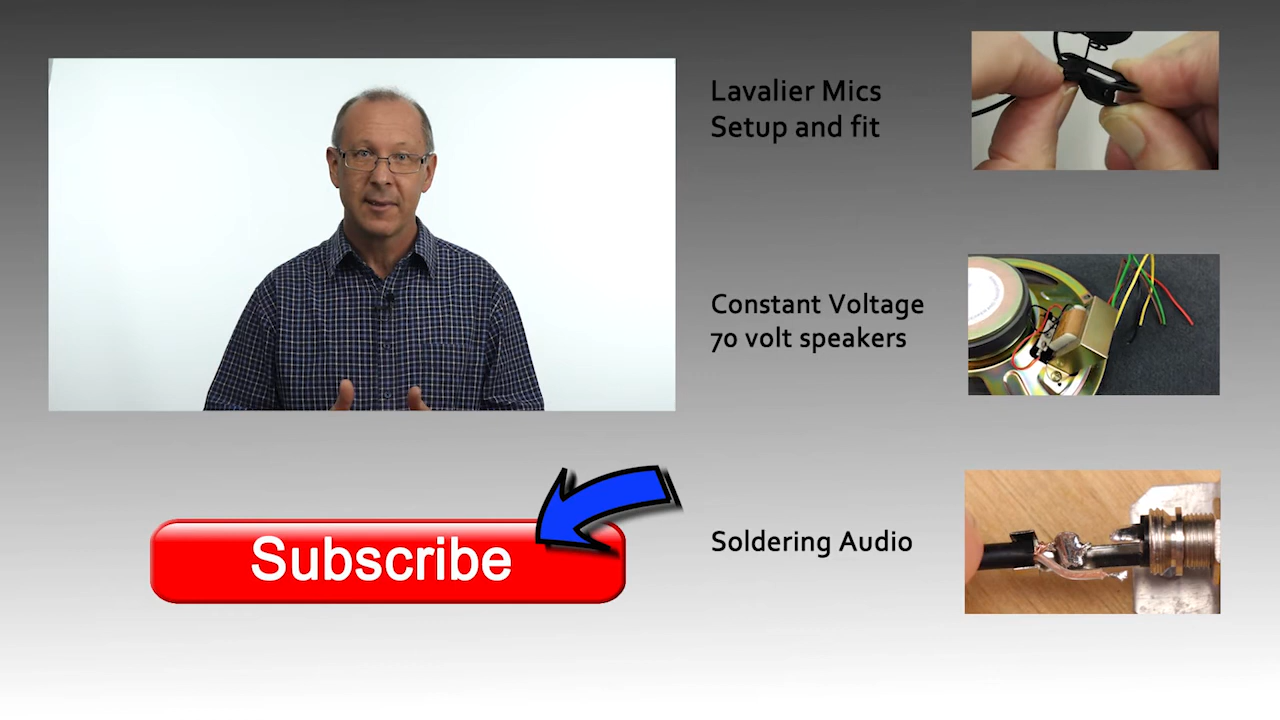 Lavalier Mics
Setup and fit
Constant Voltage
70 volt speakers
Subscribe
Soldering Audio